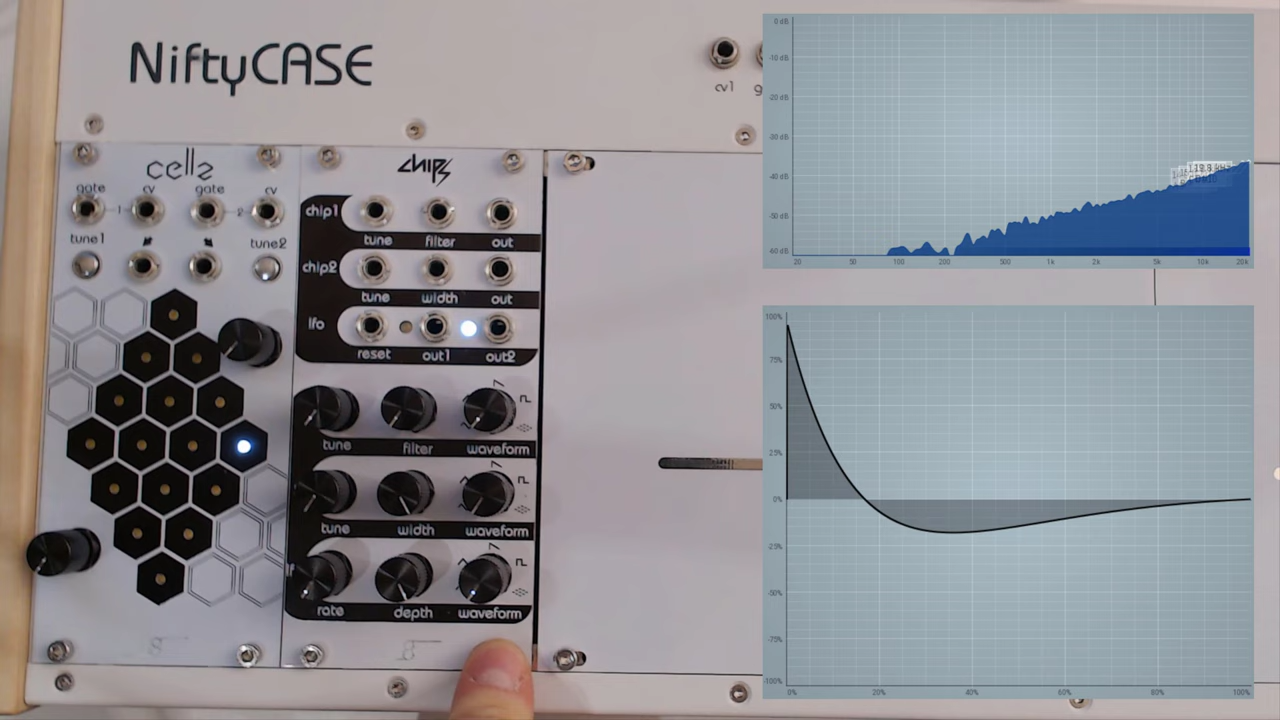 NiftyCASE
cv1
g
cellz
gate cv gate cv
1 2
tune1
tune2
chips
chip1
tune filter out
chip2
tune width out
lfo
reset out1 out2
tune filter waveform
tune width waveform
rate depth waveform
0 dB
-10 dB
-20 dB
-30 dB
-40 dB
-50 dB
-60 dB
20 50 100 200 500 1k 2k 5k 10k 20k
100%
75%
50%
25%
0%
-25%
-50%
-75%
-100%
0% 20% 40% 60% 80% 100%